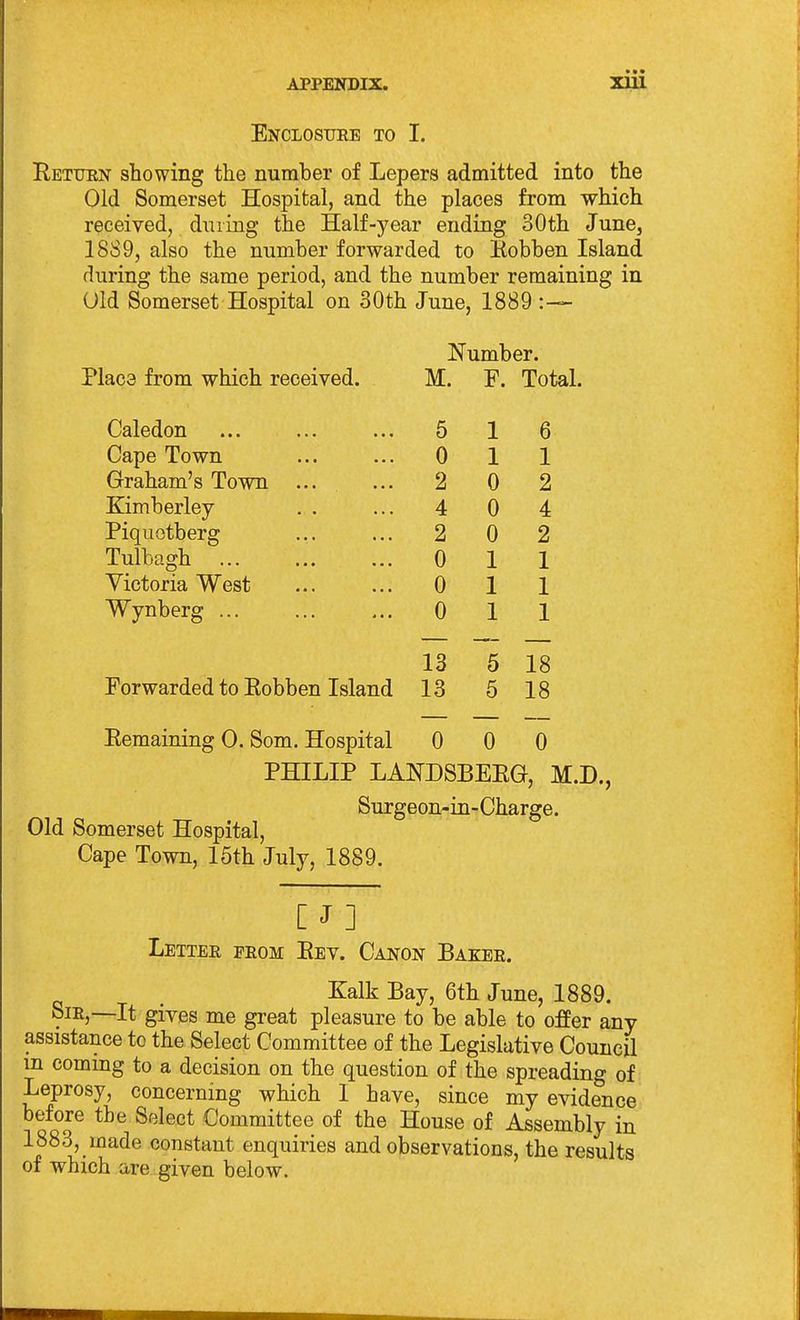 APPENDIX. xiii
ENCLOSURE TO I.
RETURN showing the number of Lepers admitted into the
Old Somerset Hospital, and the places from which
received, during the Half-year ending 30th June,
1889, also the number forwarded to Robben Island
during the same period, and the number remaining in
Old Somerset Hospital on 30th June, 1889 :—
Number.
Place from which received. M. F. Total.
Caledon ... ... ... 5 1 6
Cape Town ... ... 0 1 1
Graham's Town ... ... 2 0 2
Kimberley . . ... 4 0 4
Piquetberg ... ... 2 0 2
Tulbagh ... ... ... 0 1 1
Victoria West ... ... 0 1 1
Wynberg ... ... ... 0 1 1
13 5 18
Forwarded to Robben Island 13 5 18
Remaining O. Som. Hospital 0 0 0
PHILIP LANDSBERG, M.D.,
Surgeon-in-Charge.
Old Somerset Hospital,
Cape Town, 15th July, 1889.
[ J ]
LETTER FROM REV. CANON BAKER.
Kalk Bay, 6th June, 1889.
SIR,—It gives me great pleasure to be able to offer any
assistance to the Select Committee of the Legislative Council
in coming to a decision on the question of the spreading of
Leprosy, concerning which I have, since my evidence
before the Select Committee of the House of Assembly in
1883, made constant enquiries and observations, the results
of which are given below.